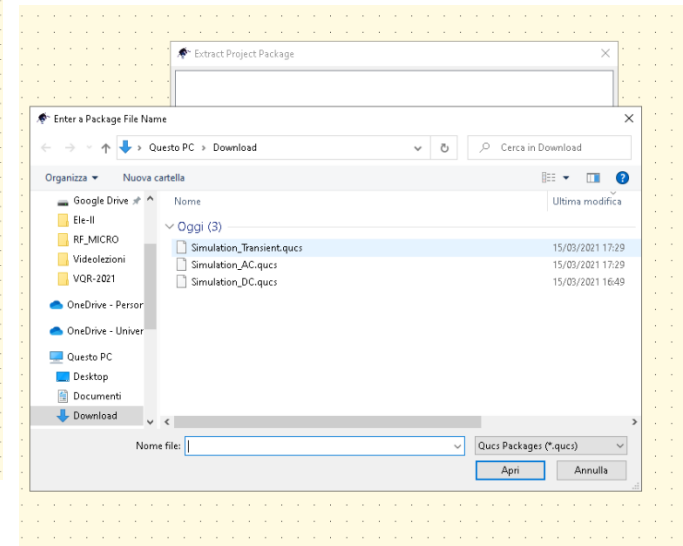 Extract Project Package
Enter a Package File Name
Questo PC > Download
Cerca in Download
Organizza
Nuova cartella
Google Drive
Ele-II
RF_MICRO
Videolezioni
VQR-2021
OneDrive - Person
OneDrive - Univer
Questo PC
Desktop
Documenti
Download
Nome
Ultima modifica
Oggi (3)
Simulation_Transient.qucs 15/03/2021 17:29
Simulation_AC.qucs 15/03/2021 17:29
Simulation_DC.qucs 15/03/2021 16:49
Nome file:
Qucs Packages (*.qucs)
Apri
Annulla